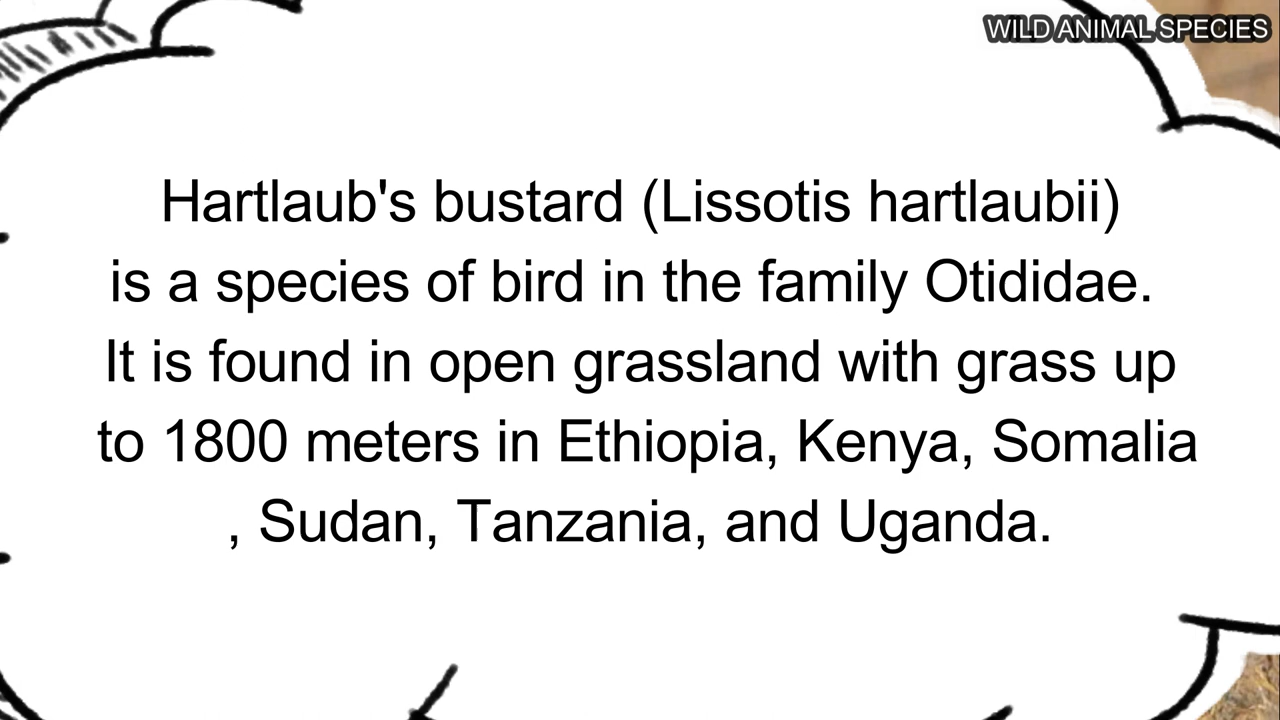 WILD ANIMAL SPECIES
Hartlaub's bustard (Lissotis hartlaubii)
is a species of bird in the family Otididae.
It is found in open grassland with grass up
to 1800 meters in Ethiopia, Kenya, Somalia
, Sudan, Tanzania, and Uganda.